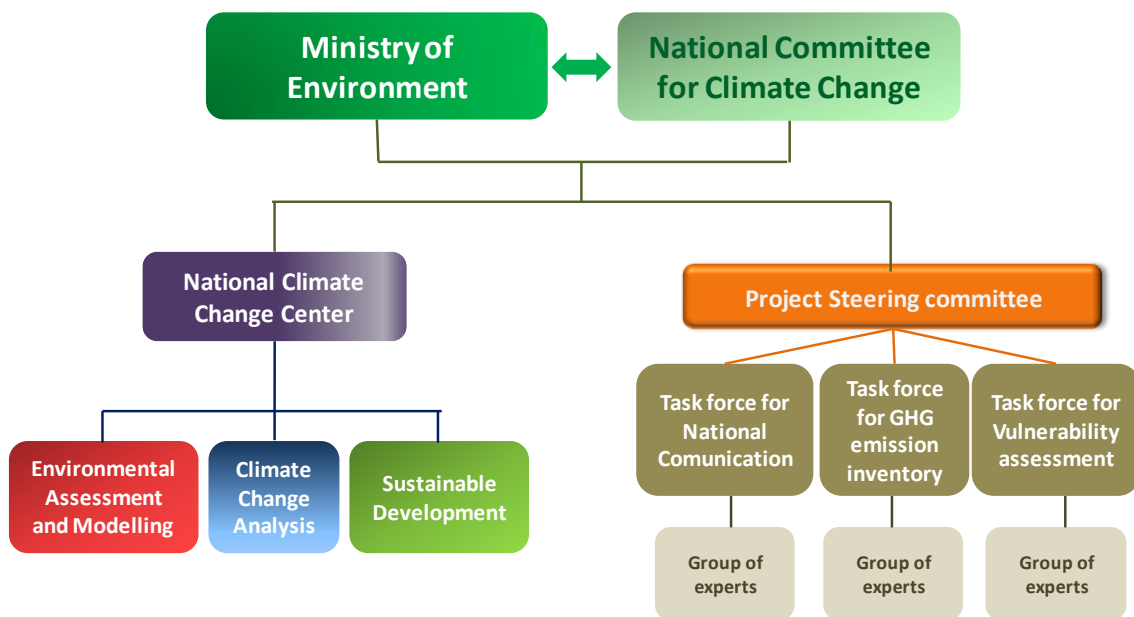 Ministry of
Environment
National Committee
for Climate Change
National Climate
Change Center
Project Steering committee
Environmental
Assessment
and Modelling
Climate
Change
Analysis
Sustainable
Development
Task force for
National
Comunication
Task force
for GHG
emission
inventory
Task force for
Vulnerability
assessment
Group of
experts
Group of
experts
Group of
experts